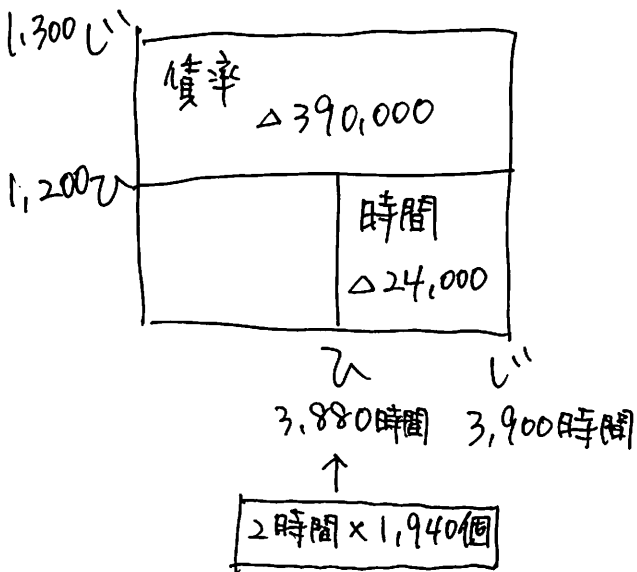 1,300じ
債率
△390,000
1,200ひ
時間
△24,000
ひ じ
3,880時間 3,900時間
↑
2時間×1,940個